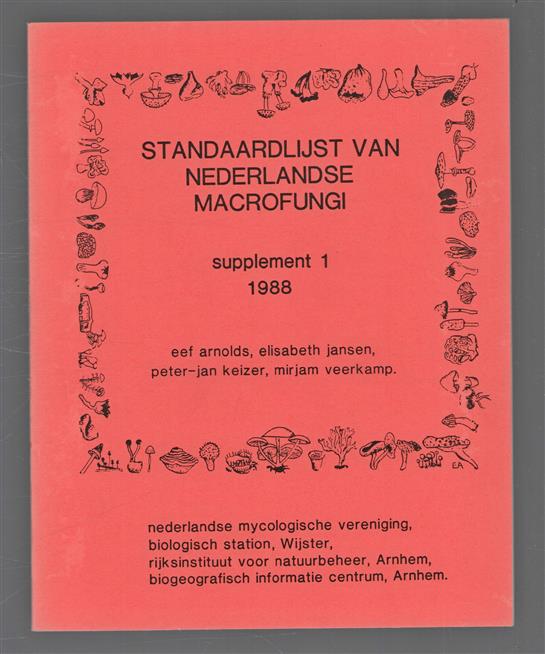 STANDAARDLIJST VAN
NEDERLANDSE
MACROFUNGI
supplement 1
1988
eef arnolds, elisabeth jansen,
peter-jan keizer, mirjam veerkamp.
EA
nederlandse mycologische vereniging,
biologisch station, Wijster,
rijksinstituut voor natuurbeheer, Arnhem,
biogeografisch informatie centrum, Arnhem.